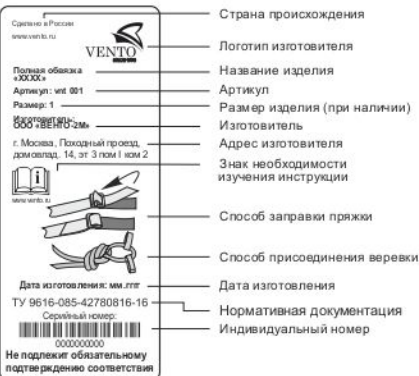 Сделано в России
www.vento.ru
VENTO
Полная обвязка
«ХХХХ»
Артикул: vnt 001
Размер: 1
Изготовитель:
ООО «ВЕНТО-2М»
г. Москва, Походный проезд,
домовлад. 14, эт 3 пом I ком 2
www.vento.ru
Дата изготовления: мм.гггг
ТУ 9616-085-42780816-16
Серийный номер:
0000000000
Не подлежит обязательному
подтверждению соответствия
Страна происхождения
Логотип изготовителя
Название изделия
Артикул
Размер изделия (при наличии)
Изготовитель
Адрес изготовителя
Знак необходимости
изучения инструкции
Способ заправки пряжки
Способ присоединения веревки
Дата изготовления
Нормативная документация
Индивидуальный номер